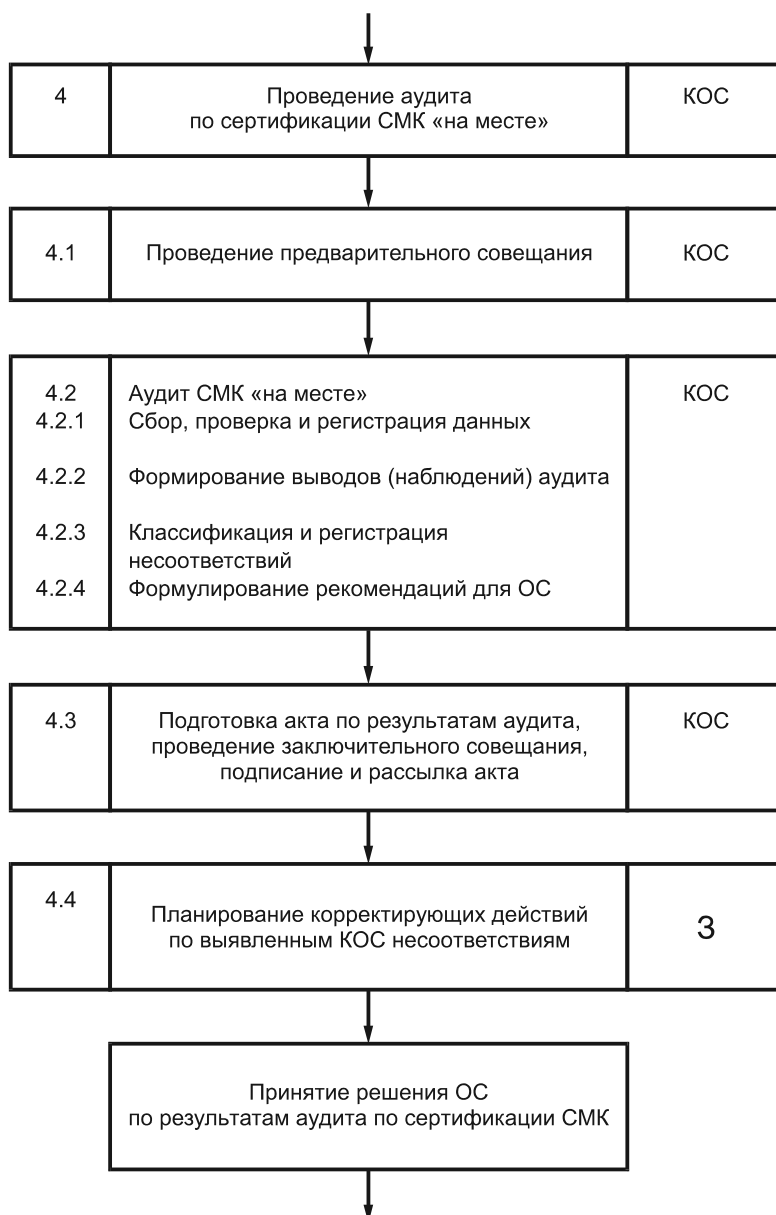 4 Проведение аудита КОС
по сертификации СМК «на месте»
4.1 Проведение предварительного совещания КОС
4.2 Аудит СМК «на месте» КОС
4.2.1 Сбор, проверка и регистрация данных
4.2.2 Формирование выводов (наблюдений) аудита
4.2.3 Классификация и регистрация
несоответствий
4.2.4 Формулирование рекомендаций для ОС
4.3 Подготовка акта по результатам аудита, КОС
проведение заключительного совещания,
подписание и рассылка акта
4.4
Планирование корректирующих действий
по выявленным КОС несоответствиям
З
Принятие решения ОС
по результатам аудита по сертификации СМК